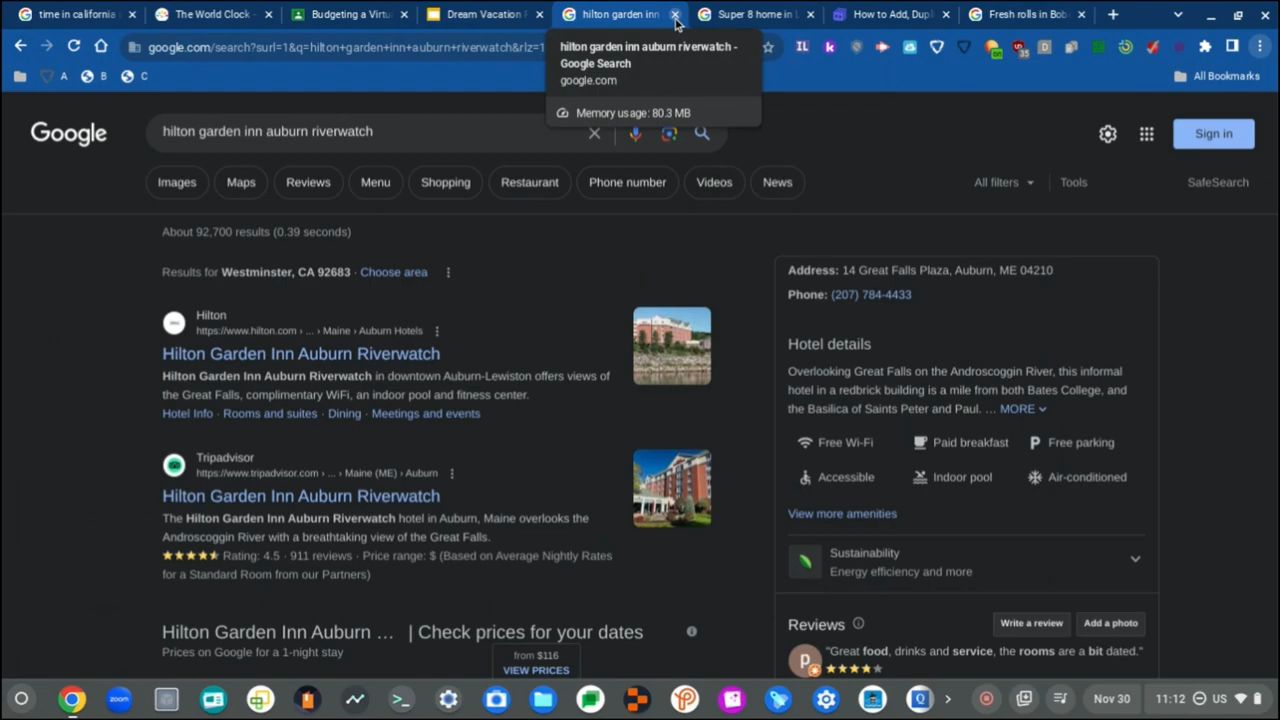 time in california
The World Clock —
Budgeting a Virtu
Dream Vacation F
hilton garden inn
Super 8 home in L
How to Add, Dupl
Fresh rolls in Bob
google.com/search?surl=1&q=hilton+garden+inn+auburn+riverwatch&rlz=1
A
B
C
All Bookmarks
hilton garden inn auburn riverwatch -
Google Search
google.com
Memory usage: 80.3 MB
Google
hilton garden inn auburn riverwatch
Sign in
Images
Maps
Reviews
Menu
Shopping
Restaurant
Phone number
Videos
News
All filters
Tools
SafeSearch
About 92,700 results (0.39 seconds)
Results for Westminster, CA 92683 · Choose area
Hilton
https://www.hilton.com › ... › Maine › Auburn Hotels
Hilton Garden Inn Auburn Riverwatch
Hilton Garden Inn Auburn Riverwatch in downtown Auburn-Lewiston offers views of
the Great Falls, complimentary WiFi, an indoor pool and fitness center.
Hotel Info · Rooms and suites · Dining · Meetings and events
Tripadvisor
https://www.tripadvisor.com › ... › Maine (ME) › Auburn
Hilton Garden Inn Auburn Riverwatch
The Hilton Garden Inn Auburn Riverwatch hotel in Auburn, Maine overlooks the
Androscoggin River with a breathtaking view of the Great Falls.
Rating: 4.5 · 911 reviews · Price range: $ (Based on Average Nightly Rates
for a Standard Room from our Partners)
Hilton Garden Inn Auburn ... | Check prices for your dates
Prices on Google for a 1-night stay
from $116
VIEW PRICES
Address: 14 Great Falls Plaza, Auburn, ME 04210
Phone: (207) 784-4433
Hotel details
Overlooking Great Falls on the Androscoggin River, this informal
hotel in a redbrick building is a mile from both Bates College, and
the Basilica of Saints Peter and Paul. ... MORE
Free Wi-Fi
Paid breakfast
Free parking
Accessible
Indoor pool
Air-conditioned
View more amenities
Sustainability
Energy efficiency and more
Reviews
Write a review
Add a photo
"Great food, drinks and service, the rooms are a bit dated."
zoom
Nov 30
11:12
US